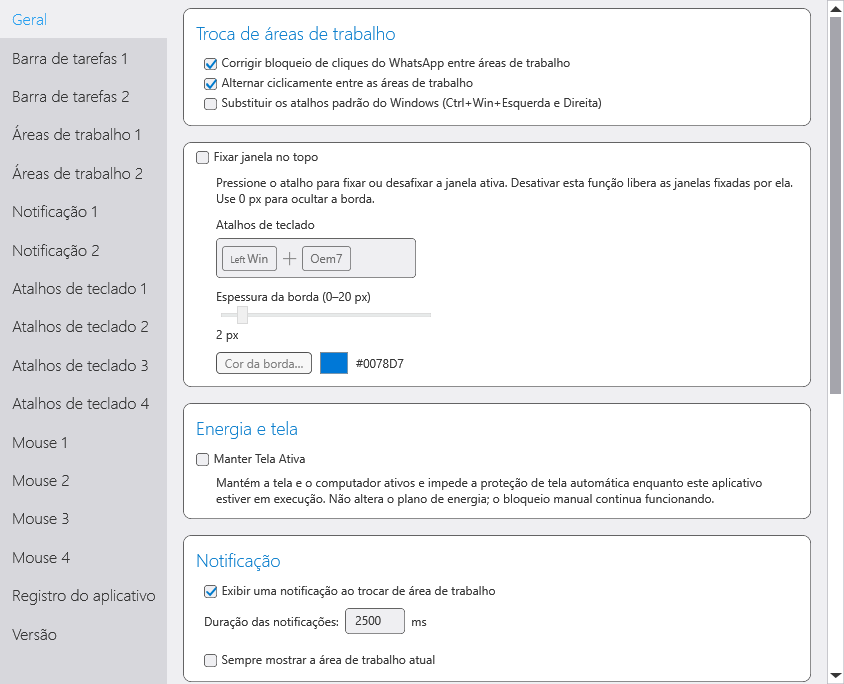 Geral
Barra de tarefas 1
Barra de tarefas 2
Áreas de trabalho 1
Áreas de trabalho 2
Notificação 1
Notificação 2
Atalhos de teclado 1
Atalhos de teclado 2
Atalhos de teclado 3
Atalhos de teclado 4
Mouse 1
Mouse 2
Mouse 3
Mouse 4
Registro do aplicativo
Versão
Troca de áreas de trabalho
Corrigir bloqueio de cliques do WhatsApp entre áreas de trabalho
Alternar ciclicamente entre as áreas de trabalho
Substituir os atalhos padrão do Windows (Ctrl+Win+Esquerda e Direita)
Fixar janela no topo
Pressione o atalho para fixar ou desafixar a janela ativa. Desativar esta função libera as janelas fixadas por ela.
Use 0 px para ocultar a borda.
Atalhos de teclado
Left Win + Oem7
Espessura da borda (0–20 px)
2 px
Cor da borda... #0078D7
Energia e tela
Manter Tela Ativa
Mantém a tela e o computador ativos e impede a proteção de tela automática enquanto este aplicativo
estiver em execução. Não altera o plano de energia; o bloqueio manual continua funcionando.
Notificação
Exibir uma notificação ao trocar de área de trabalho
Duração das notificações: 2500 ms
Sempre mostrar a área de trabalho atual